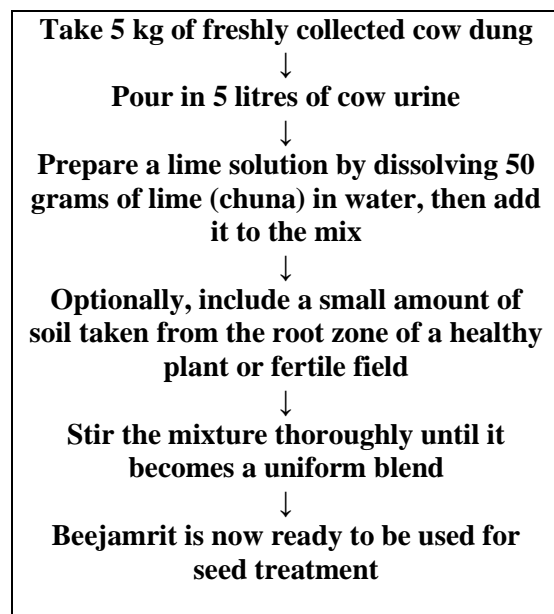 Take 5 kg of freshly collected cow dung
↓
Pour in 5 litres of cow urine
↓
Prepare a lime solution by dissolving 50
grams of lime (chuna) in water, then add
it to the mix
↓
Optionally, include a small amount of
soil taken from the root zone of a healthy
plant or fertile field
↓
Stir the mixture thoroughly until it
becomes a uniform blend
↓
Beejamrit is now ready to be used for
seed treatment